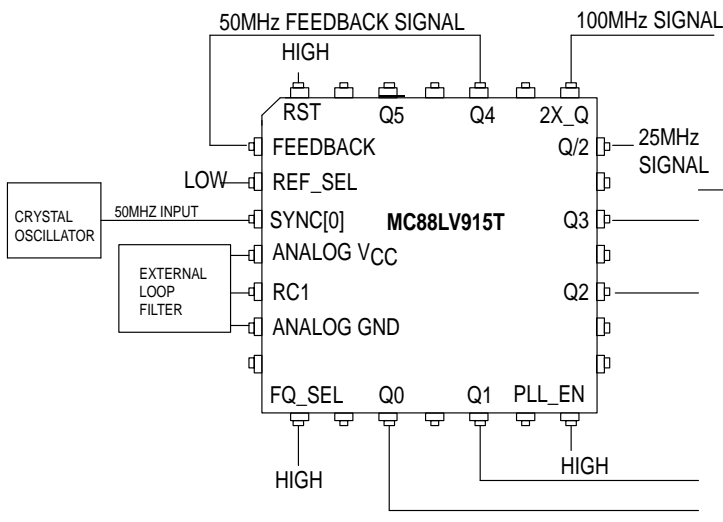 50MHz FEEDBACK SIGNAL
100MHz SIGNAL
HIGH
RST
Q5
Q4
2X_Q
FEEDBACK
Q/2
25MHz
SIGNAL
LOW
REF_SEL
CRYSTAL
OSCILLATOR
50MHZ INPUT
SYNC[0]
MC88LV915T
Q3
ANALOG VCC
EXTERNAL
LOOP
FILTER
RC1
Q2
ANALOG GND
FQ_SEL
Q0
Q1
PLL_EN
HIGH
HIGH